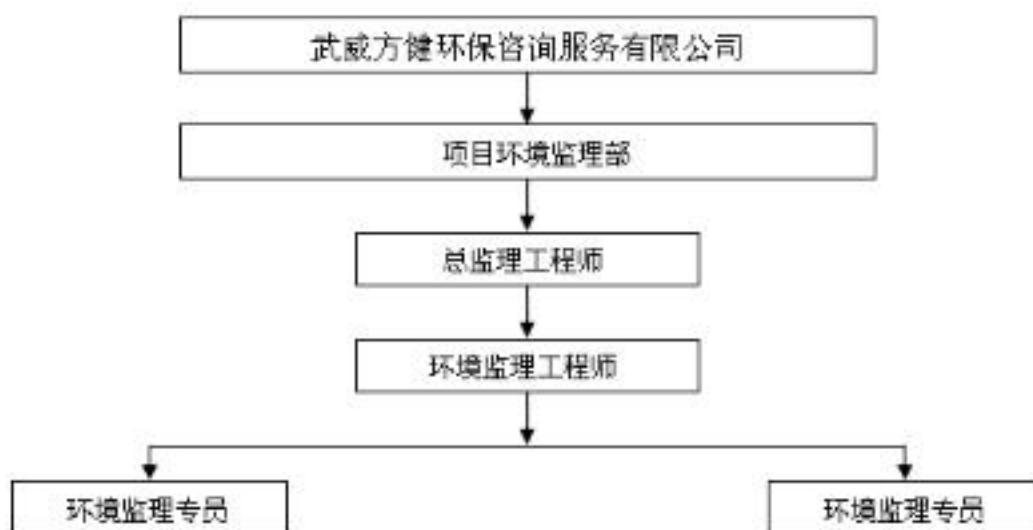 武威方健环保咨询服务有限公司
项目环境监理部
总监理工程师
环境监理工程师
环境监理专员
环境监理专员